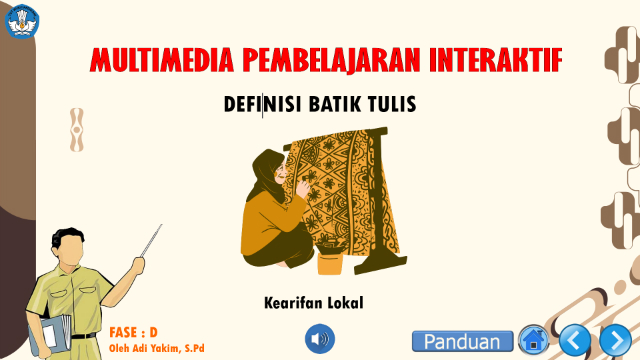 MULTIMEDIA PEMBELAJARAN INTERAKTIF
DEFINISI BATIK TULIS
Kearifan Lokal
FASE : D
Oleh Adi Yakim, S.Pd
Panduan